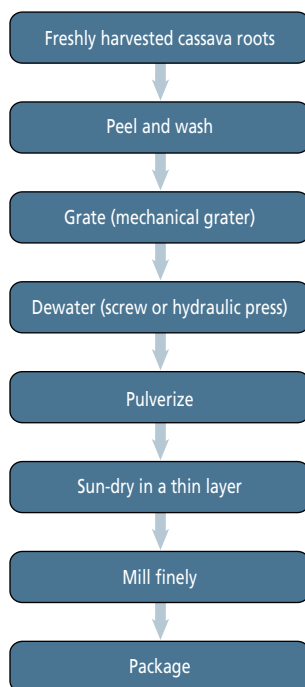 Freshly harvested cassava roots
Peel and wash
Grate (mechanical grater)
Dewater (screw or hydraulic press)
Pulverize
Sun-dry in a thin layer
Mill finely
Package